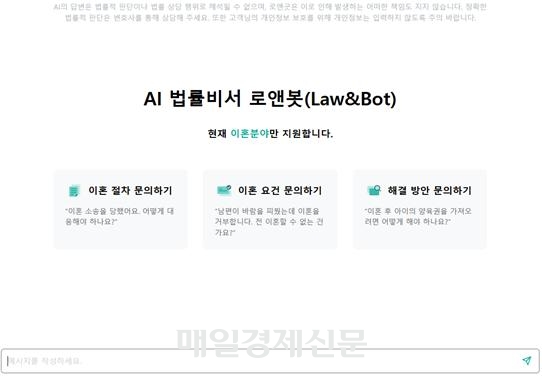 AI의 답변은 법률적 판단이나 법률 상담 행위로 해석될 수 없으며, 로앤굿은 이로 인해 발생하는 어떠한 책임도 지지 않습니다. 정확한
법률적 판단은 변호사를 통해 상담해 주세요. 또한 고객님의 개인정보 보호를 위해 개인정보는 입력하지 않도록 주의 바랍니다.
AI 법률비서 로앤봇(Law&Bot)
현재 이혼분야만 지원합니다.
이혼 절차 문의하기
"이혼 소송을 당했어요. 어떻게 대
응해야 하나요?"
이혼 요건 문의하기
"남편이 바람을 피웠는데 이혼을
거부합니다. 전 이혼할 수 없는 건
가요?"
해결 방안 문의하기
"이혼 후 아이의 양육권을 가져오
려면 어떻게 해야 하나요?"
매일경제신문
메시지를 작성하세요.